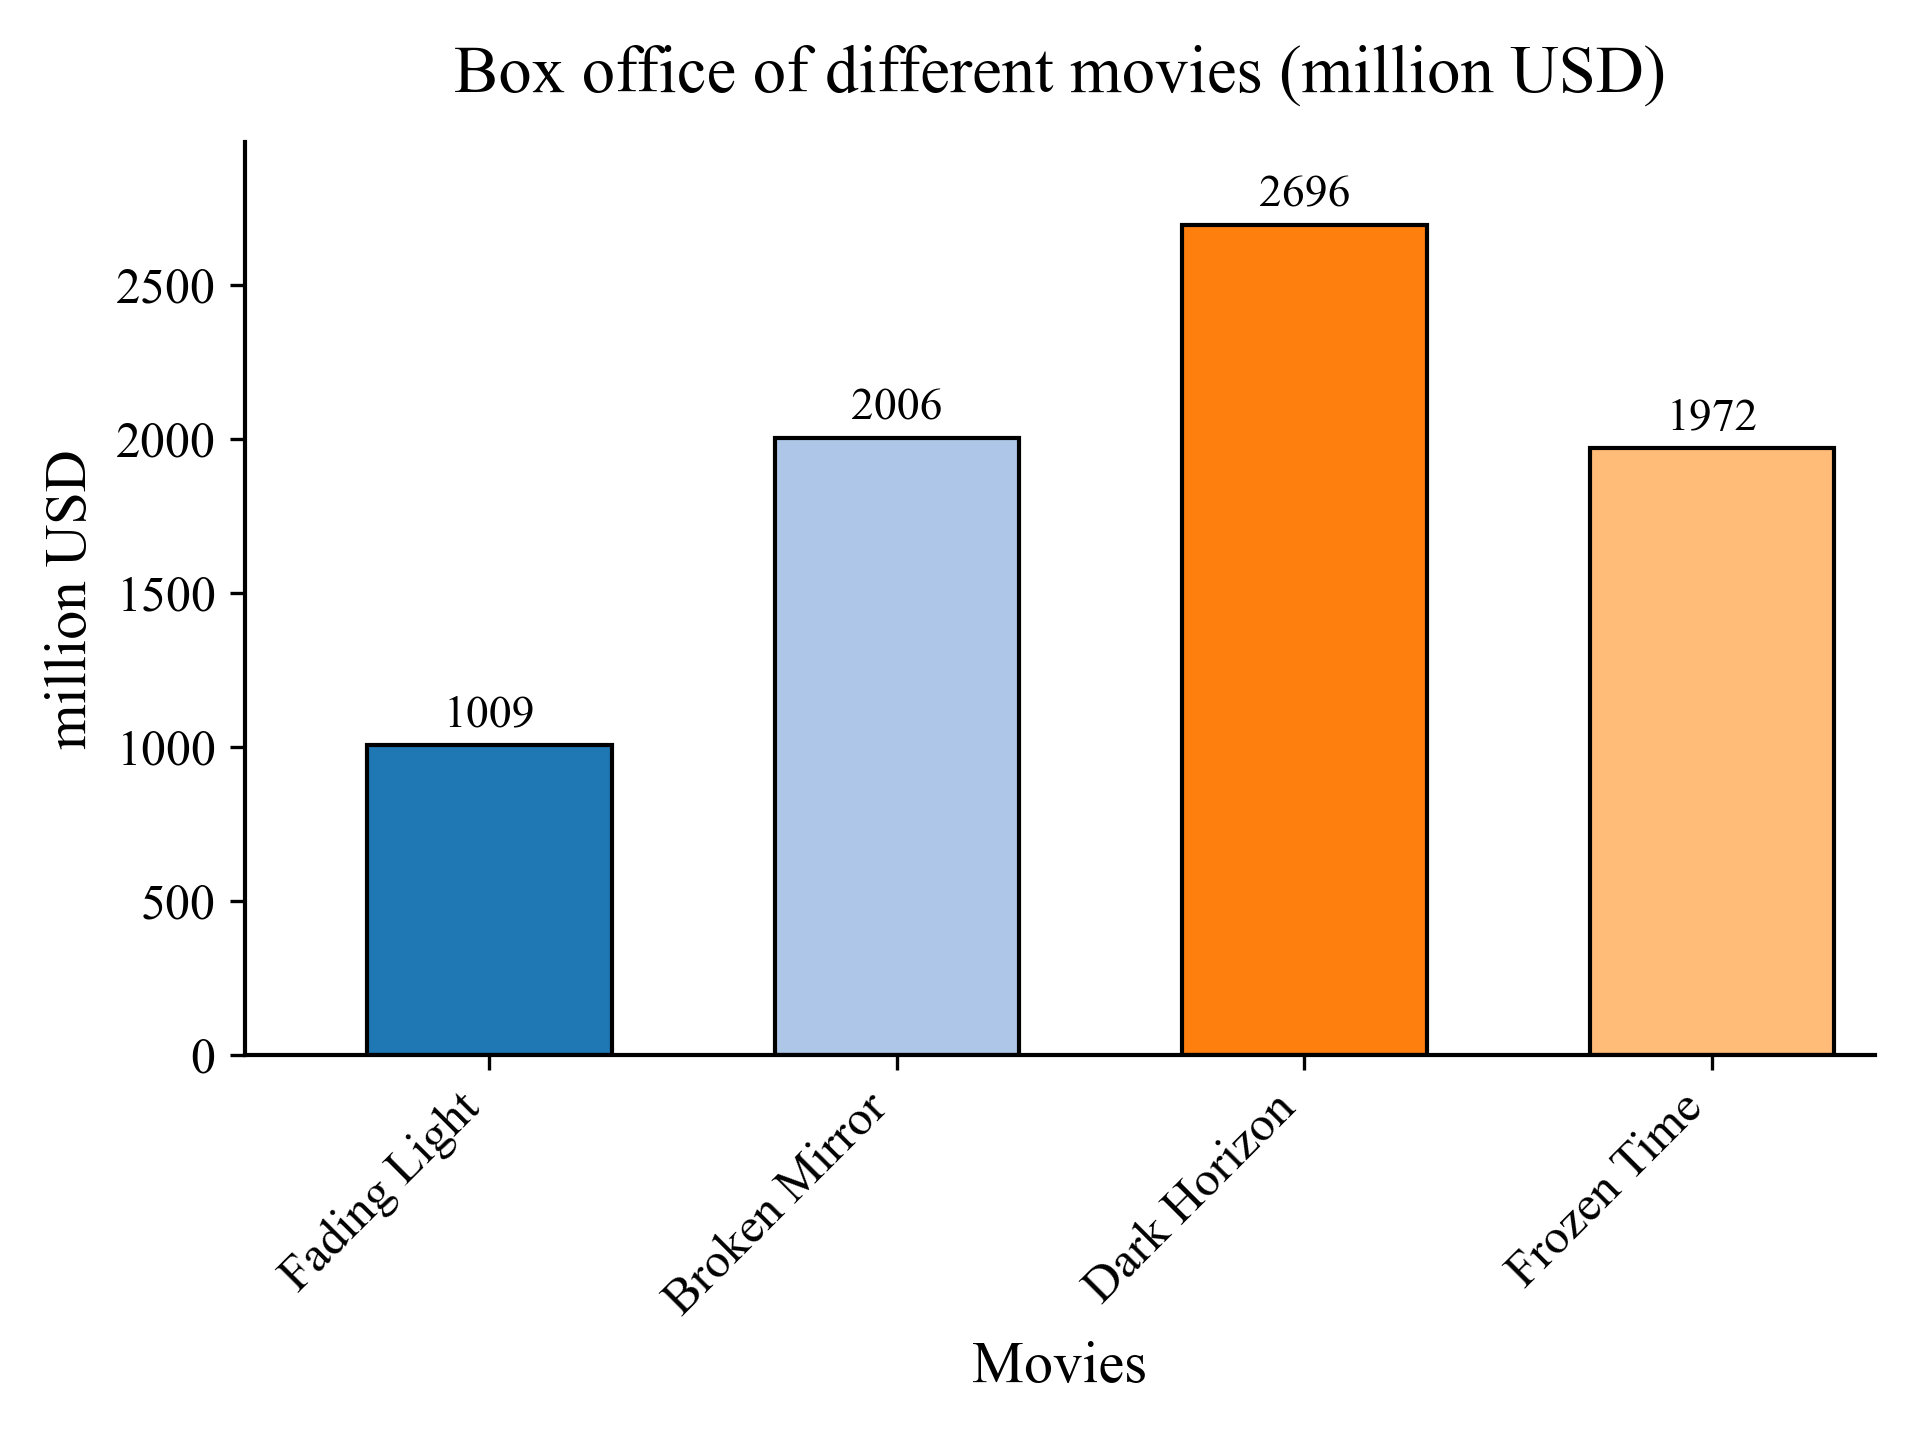 Box office of different movies (million USD)
million USD
2500
2000
1500
1000
500
0
1009
2006
2696
1972
Fading Light
Broken Mirror
Dark Horizon
Frozen Time
Movies